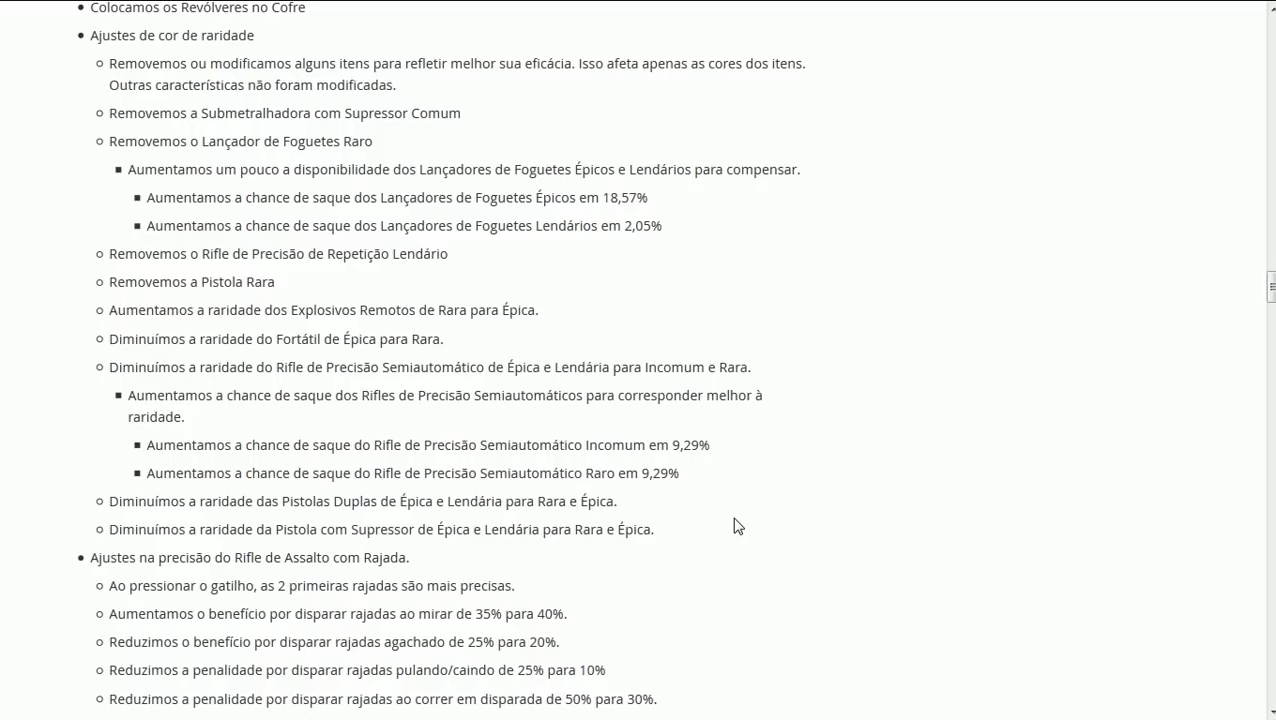 Colocamos os Revólveres no Cofre
Ajustes de cor de raridade
Removemos ou modificamos alguns itens para refletir melhor sua eficácia. Isso afeta apenas as cores dos itens.
Outras características não foram modificadas.
Removemos a Submetralhadora com Supressor Comum
Removemos o Lançador de Foguetes Raro
Aumentamos um pouco a disponibilidade dos Lançadores de Foguetes Épicos e Lendários para compensar.
Aumentamos a chance de saque dos Lançadores de Foguetes Épicos em 18,57%
Aumentamos a chance de saque dos Lançadores de Foguetes Lendários em 2,05%
Removemos o Rifle de Precisão de Repetição Lendário
Removemos a Pistola Rara
Aumentamos a raridade dos Explosivos Remotos de Rara para Épica.
Diminuímos a raridade do Fortátil de Épica para Rara.
Diminuímos a raridade do Rifle de Precisão Semiautomático de Épica e Lendária para Incomum e Rara.
Aumentamos a chance de saque dos Rifles de Precisão Semiautomáticos para corresponder melhor à
raridade.
Aumentamos a chance de saque do Rifle de Precisão Semiautomático Incomum em 9,29%
Aumentamos a chance de saque do Rifle de Precisão Semiautomático Raro em 9,29%
Diminuímos a raridade das Pistolas Duplas de Épica e Lendária para Rara e Épica.
Diminuímos a raridade da Pistola com Supressor de Épica e Lendária para Rara e Épica.
Ajustes na precisão do Rifle de Assalto com Rajada.
Ao pressionar o gatilho, as 2 primeiras rajadas são mais precisas.
Aumentamos o benefício por disparar rajadas ao mirar de 35% para 40%.
Reduzimos o benefício por disparar rajadas agachado de 25% para 20%.
Reduzimos a penalidade por disparar rajadas pulando/caindo de 25% para 10%
Reduzimos a penalidade por disparar rajadas ao correr em disparada de 50% para 30%.